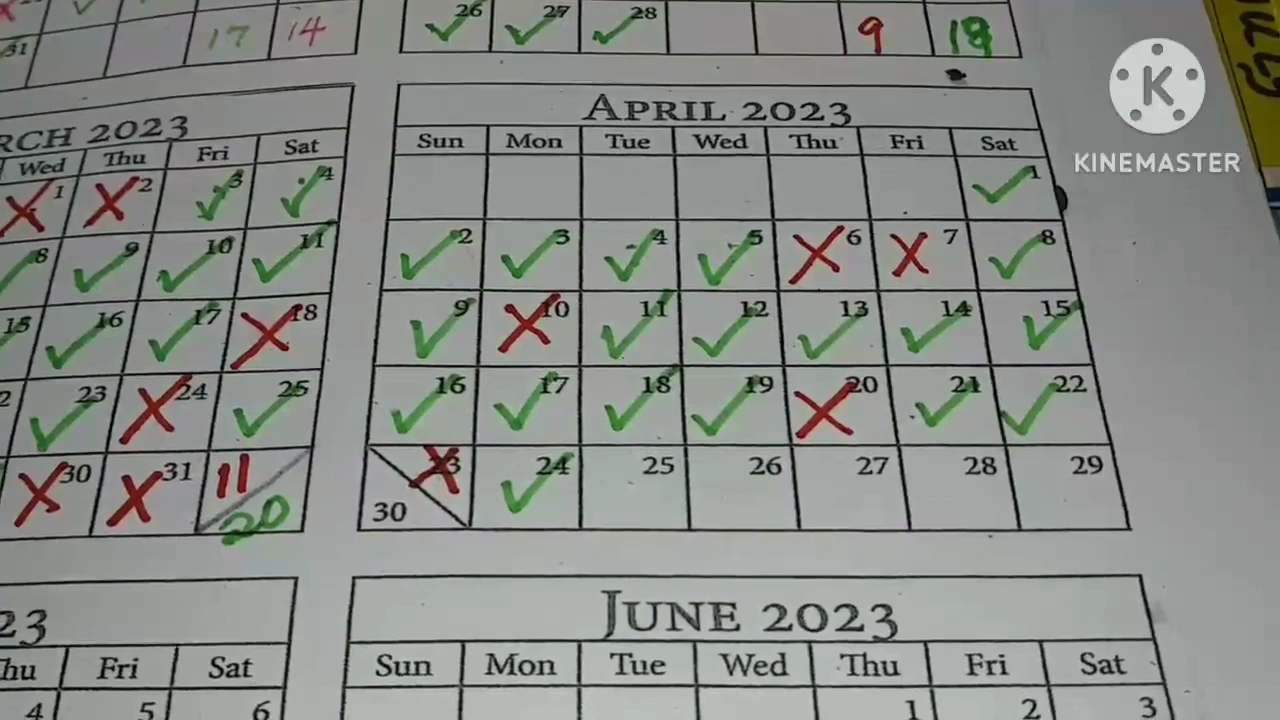 31 17 14
26 27 28 9 18
K
KINEMASTER
RCH 2023
Wed Thu Fri Sat
1 2 3 4
8 9 10 11
15 16 17 18
2 23 24 25
30 31 11
20
APRIL 2023
Sun Mon Tue Wed Thu Fri Sat
1
2 3 4 5 6 7 8
9 10 11 12 13 14 15
16 17 18 19 20 21 22
23 24 25 26 27 28 29
30
23
hu Fri Sat
4 5 6
JUNE 2023
Sun Mon Tue Wed Thu Fri Sat
1 2 3